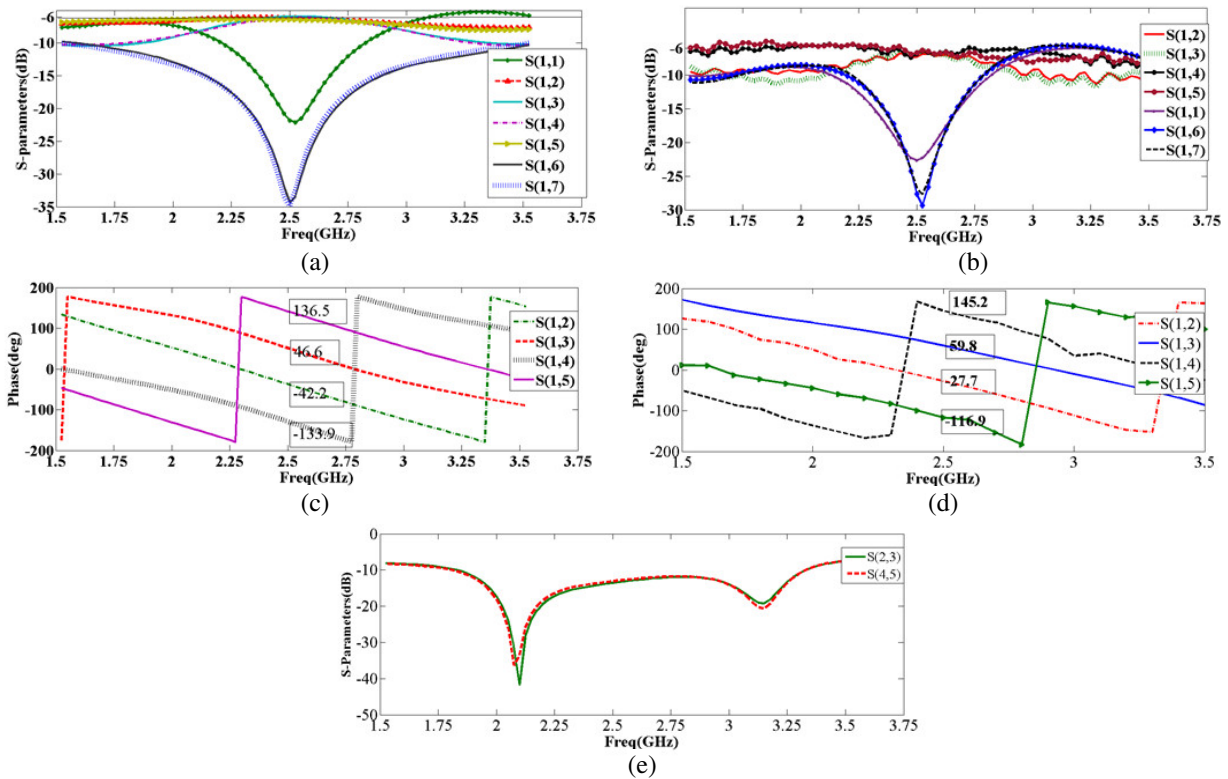 -6
-10
-15
-20
-25
-30
-35
S-parameters(dB)
1.5 1.75 2 2.25 2.5 2.75 3 3.25 3.5 3.75
Freq(GHz)
S(1,1)
S(1,2)
S(1,3)
S(1,4)
S(1,5)
S(1,6)
S(1,7)
(a)
-6
-10
-15
-20
-25
-30
S-Parameters(dB)
1.5 1.75 2 2.25 2.5 2.75 3 3.25 3.5 3.75
Freq(GHz)
S(1,2)
S(1,3)
S(1,4)
S(1,5)
S(1,1)
S(1,6)
S(1,7)
(b)
200
100
0
-100
-200
Phase(deg)
136.5
46.6
-42.2
-133.9
S(1,2)
S(1,3)
S(1,4)
S(1,5)
1.5 1.75 2 2.25 2.5 2.75 3 3.25 3.5 3.75
Freq(GHz)
(c)
200
100
0
-100
-200
Phase(deg)
145.2
59.8
-27.7
-116.9
S(1,2)
S(1,3)
S(1,4)
S(1,5)
1.5 2 2.5 3 3.5
Freq(GHz)
(d)
0
-10
-20
-30
-40
-50
S-Parameters(dB)
S(2,3)
S(4,5)
1.5 1.75 2 2.25 2.5 2.75 3 3.25 3.5 3.75
Freq(GHz)
(e)